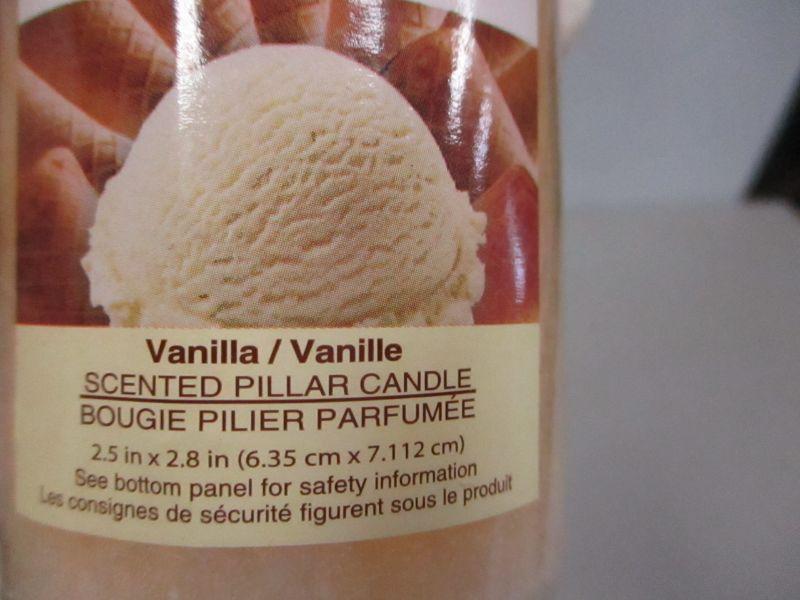 Vanilla / Vanille
SCENTED PILLAR CANDLE
BOUGIE PILIER PARFUMÉE
2.5 in x 2.8 in (6.35 cm x 7.112 cm)
See bottom panel for safety information
Les consignes de sécurité figurent sous le produit